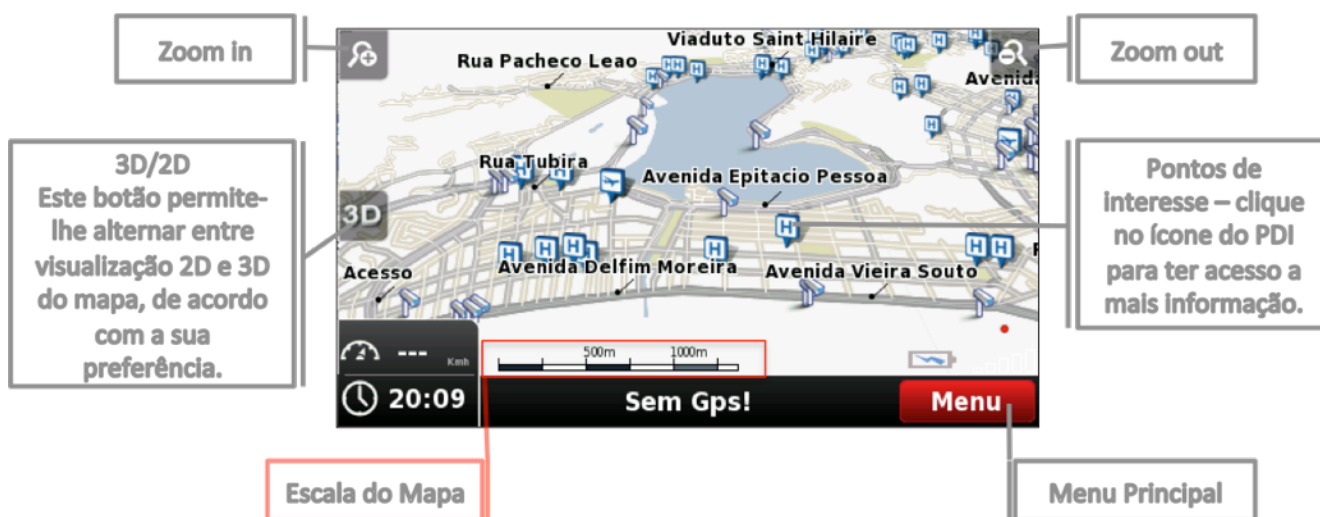 Zoom in
Zoom out
3D/2D
Este botão permite-
lhe alternar entre
visualização 2D e 3D
do mapa, de acordo
com a sua
preferência.
Pontos de
interesse – clique
no ícone do PDI
para ter acesso a
mais informação.
Viaduto Saint Hilaire
Rua Pacheco Leao
Rua Tubira
Avenida Epitacio Pessoa
3D
Acesso
Avenida Delfim Moreira
Avenida Vieira Souto
--- Kmh
500m 1000m
20:09
Sem Gps!
Menu
Escala do Mapa
Menu Principal